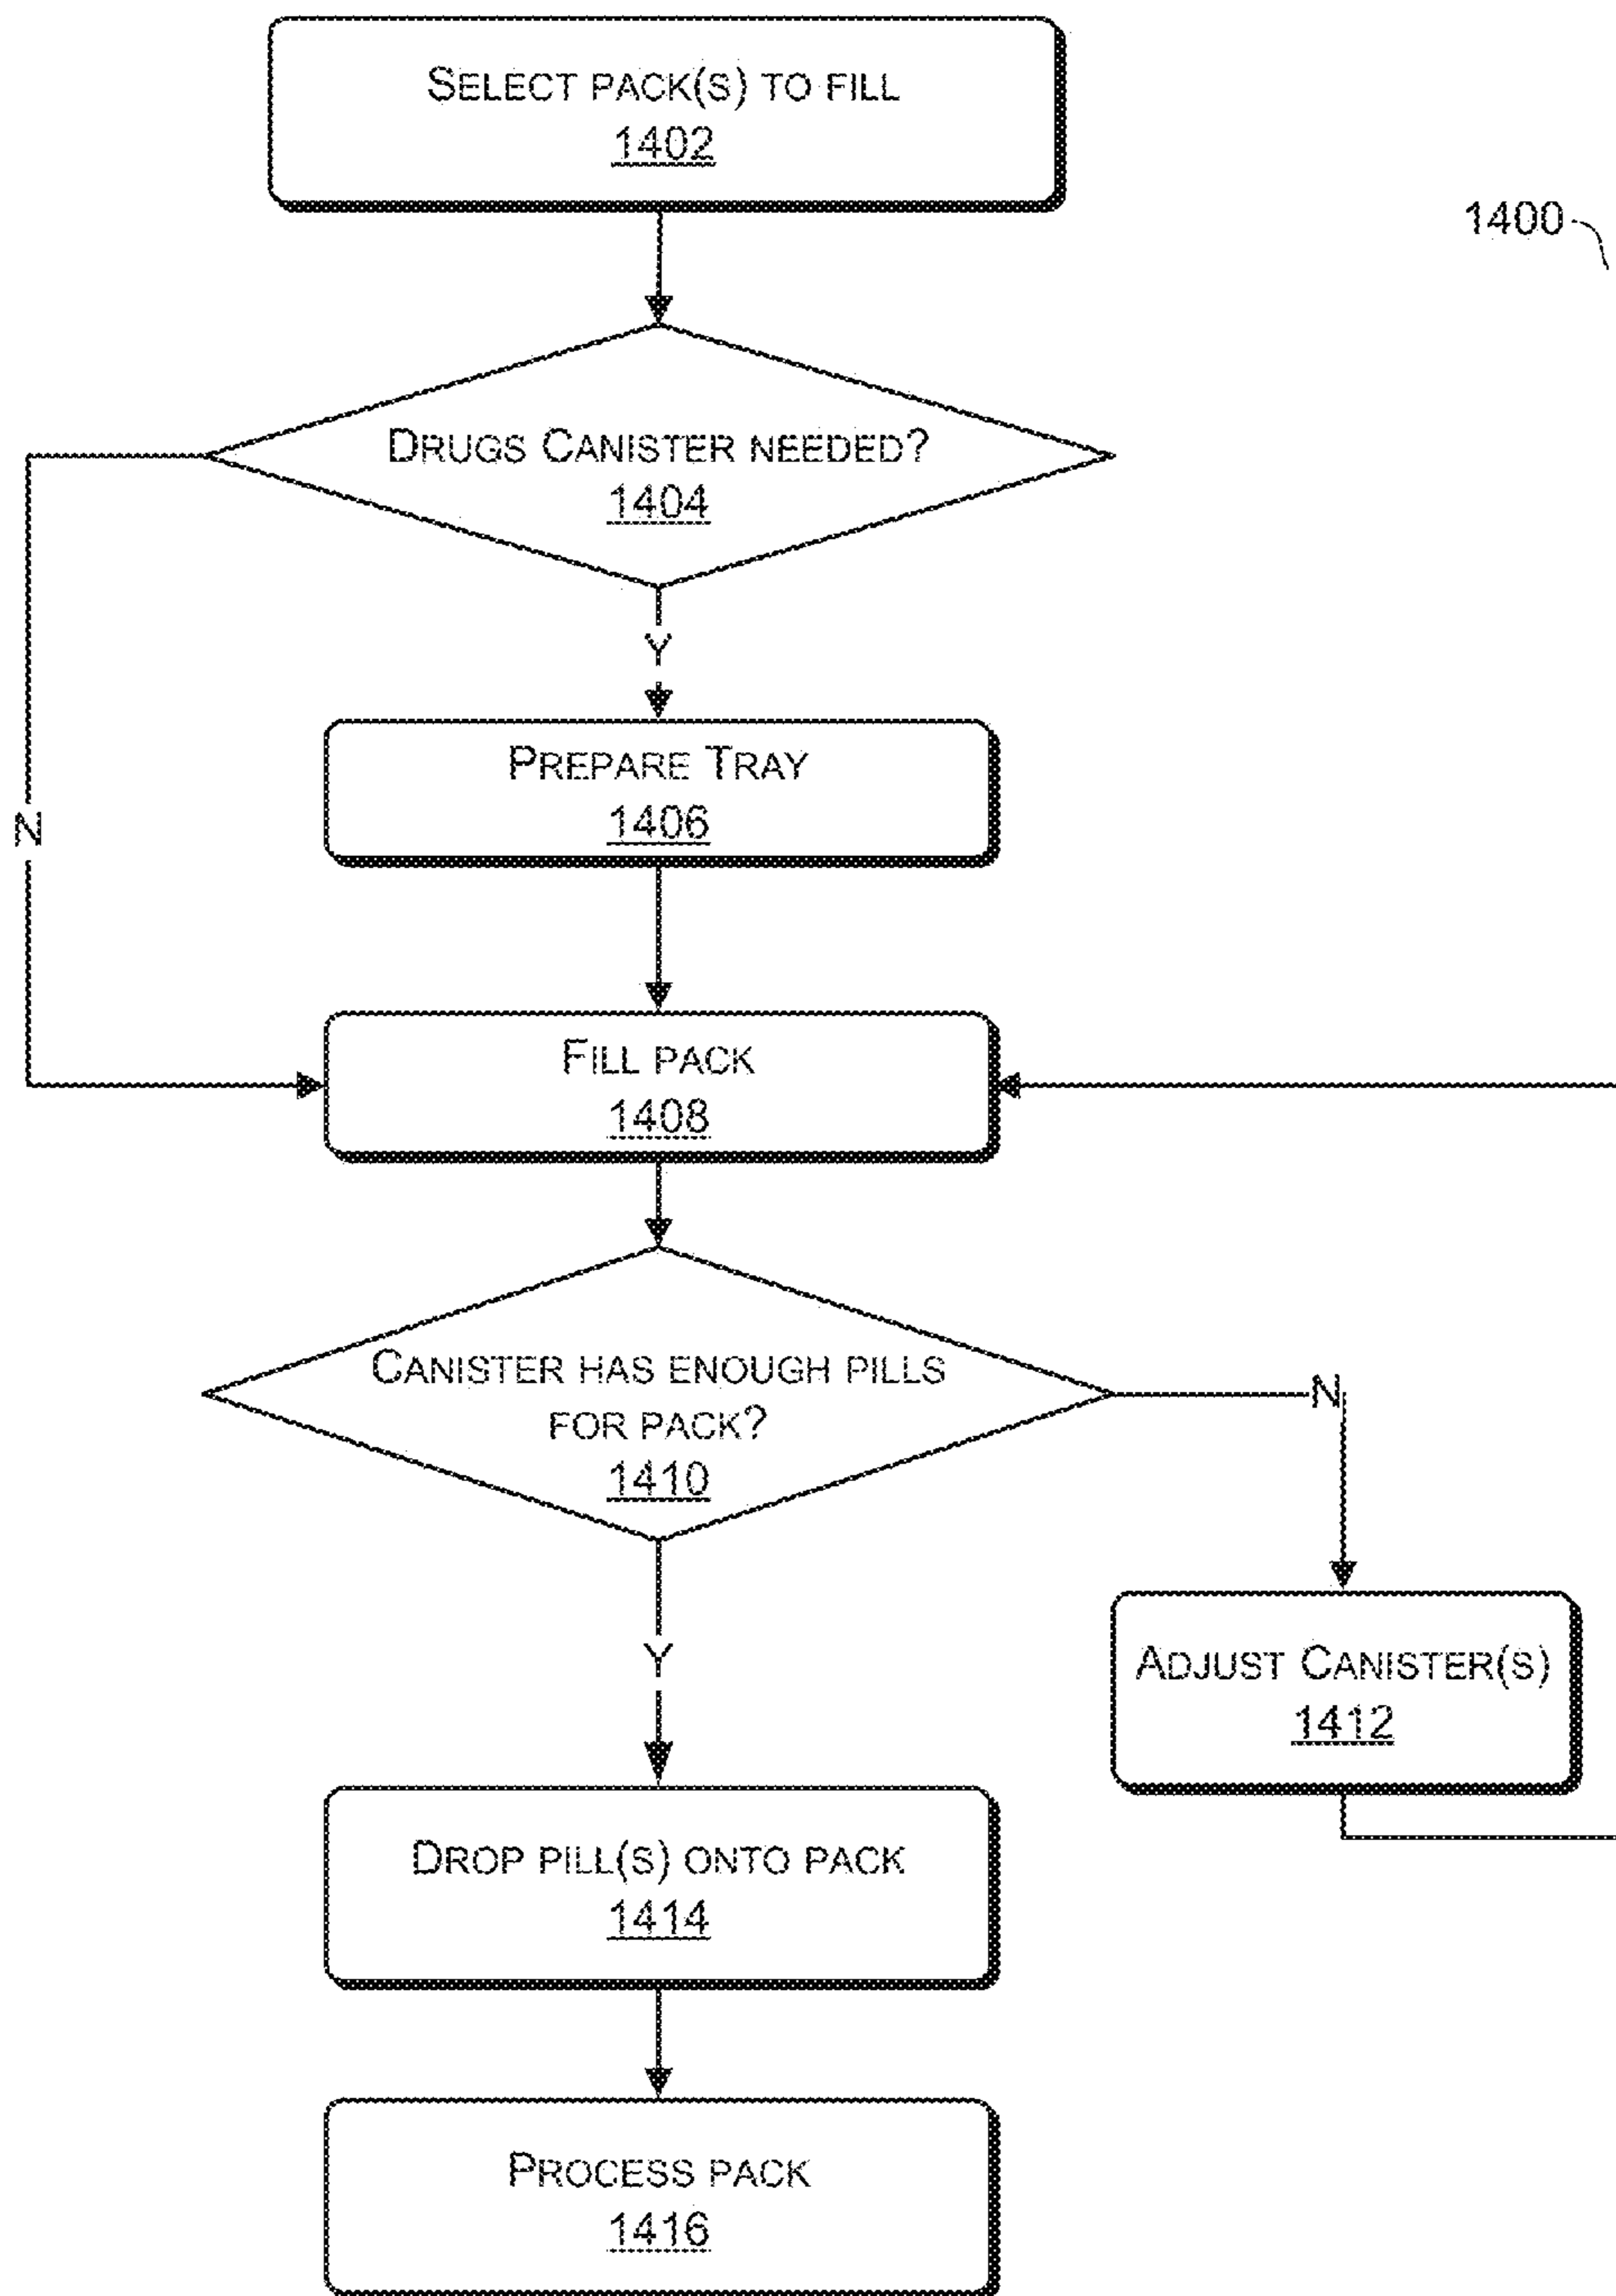 SELECT PACK(S) TO FILL
1402
1400
DRUGS CANISTER NEEDED?
1404
Y
PREPARE TRAY
1406
N
FILL PACK
1408
CANISTER HAS ENOUGH PILLS
FOR PACK?
1410
N
Y
ADJUST CANISTER(S)
1412
DROP PILL(S) ONTO PACK
1414
PROCESS PACK
1416